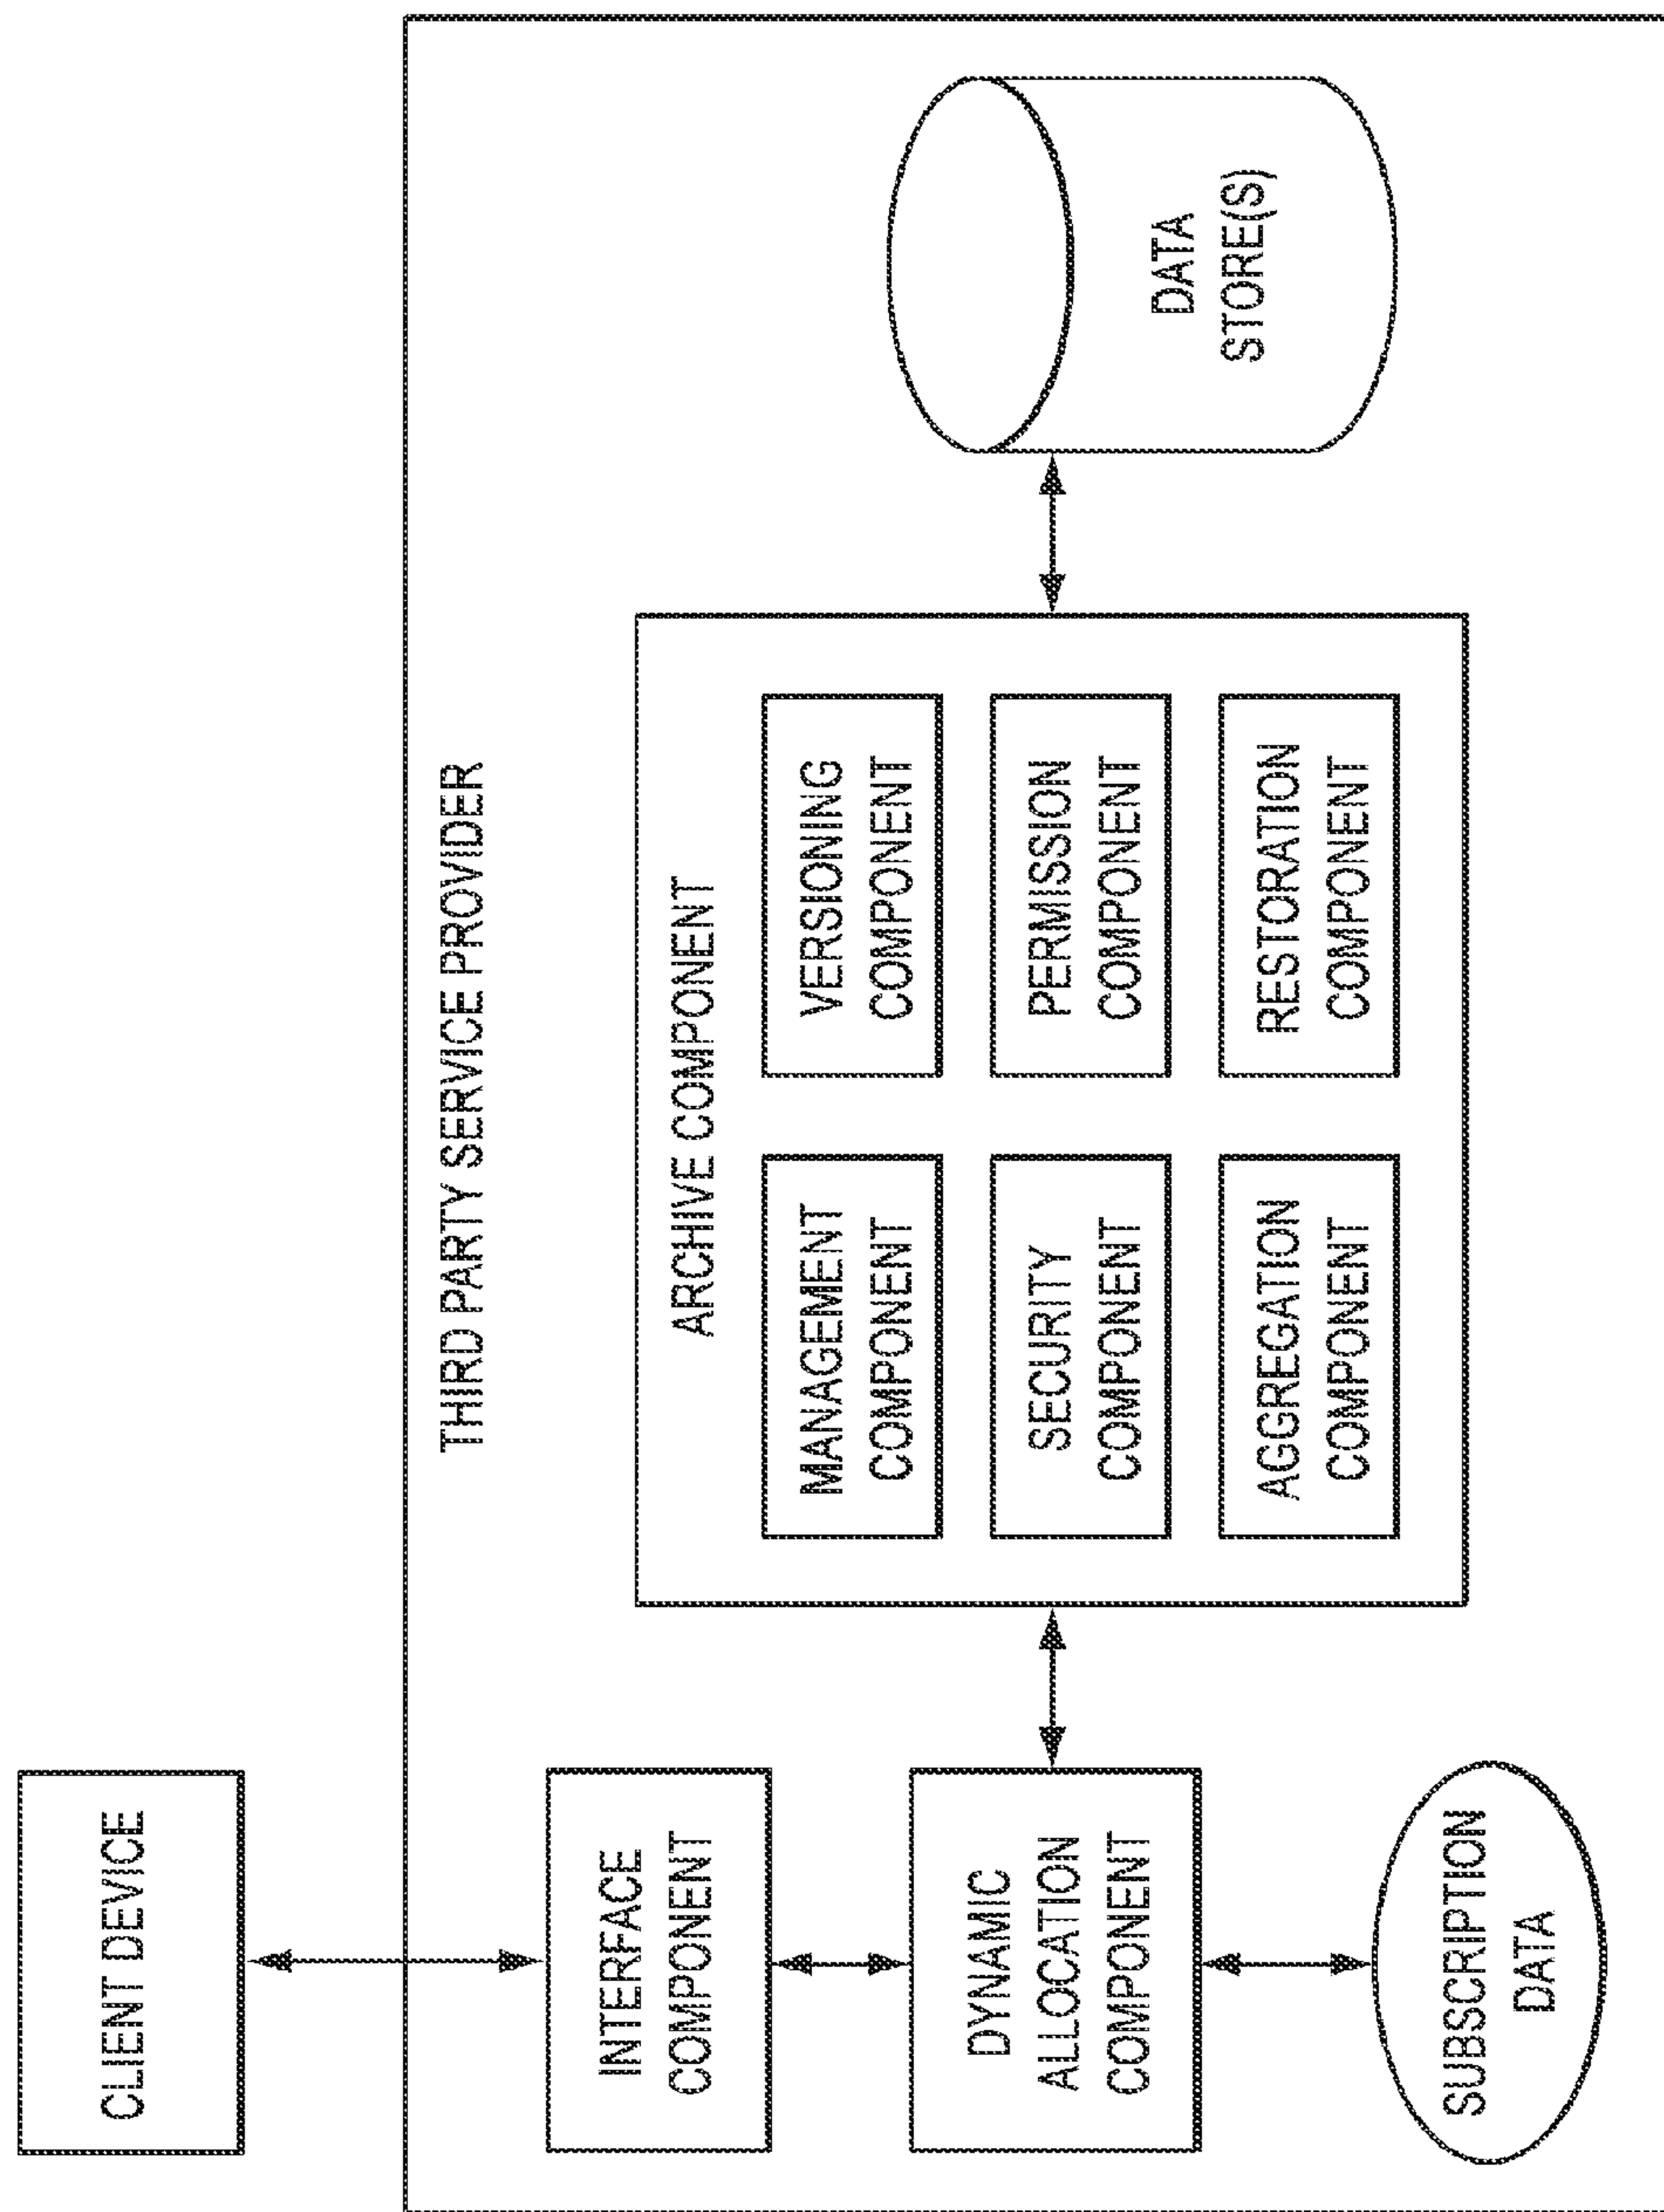 CLIENT DEVICE
THIRD PARTY SERVICE PROVIDER
INTERFACE
COMPONENT
DYNAMIC
ALLOCATION
COMPONENT
SUBSCRIPTION
DATA
ARCHIVE COMPONENT
MANAGEMENT
COMPONENT
VERSIONING
COMPONENT
SECURITY
COMPONENT
PERMISSION
COMPONENT
AGGREGATION
COMPONENT
RESTORATION
COMPONENT
DATA
STORE(S)